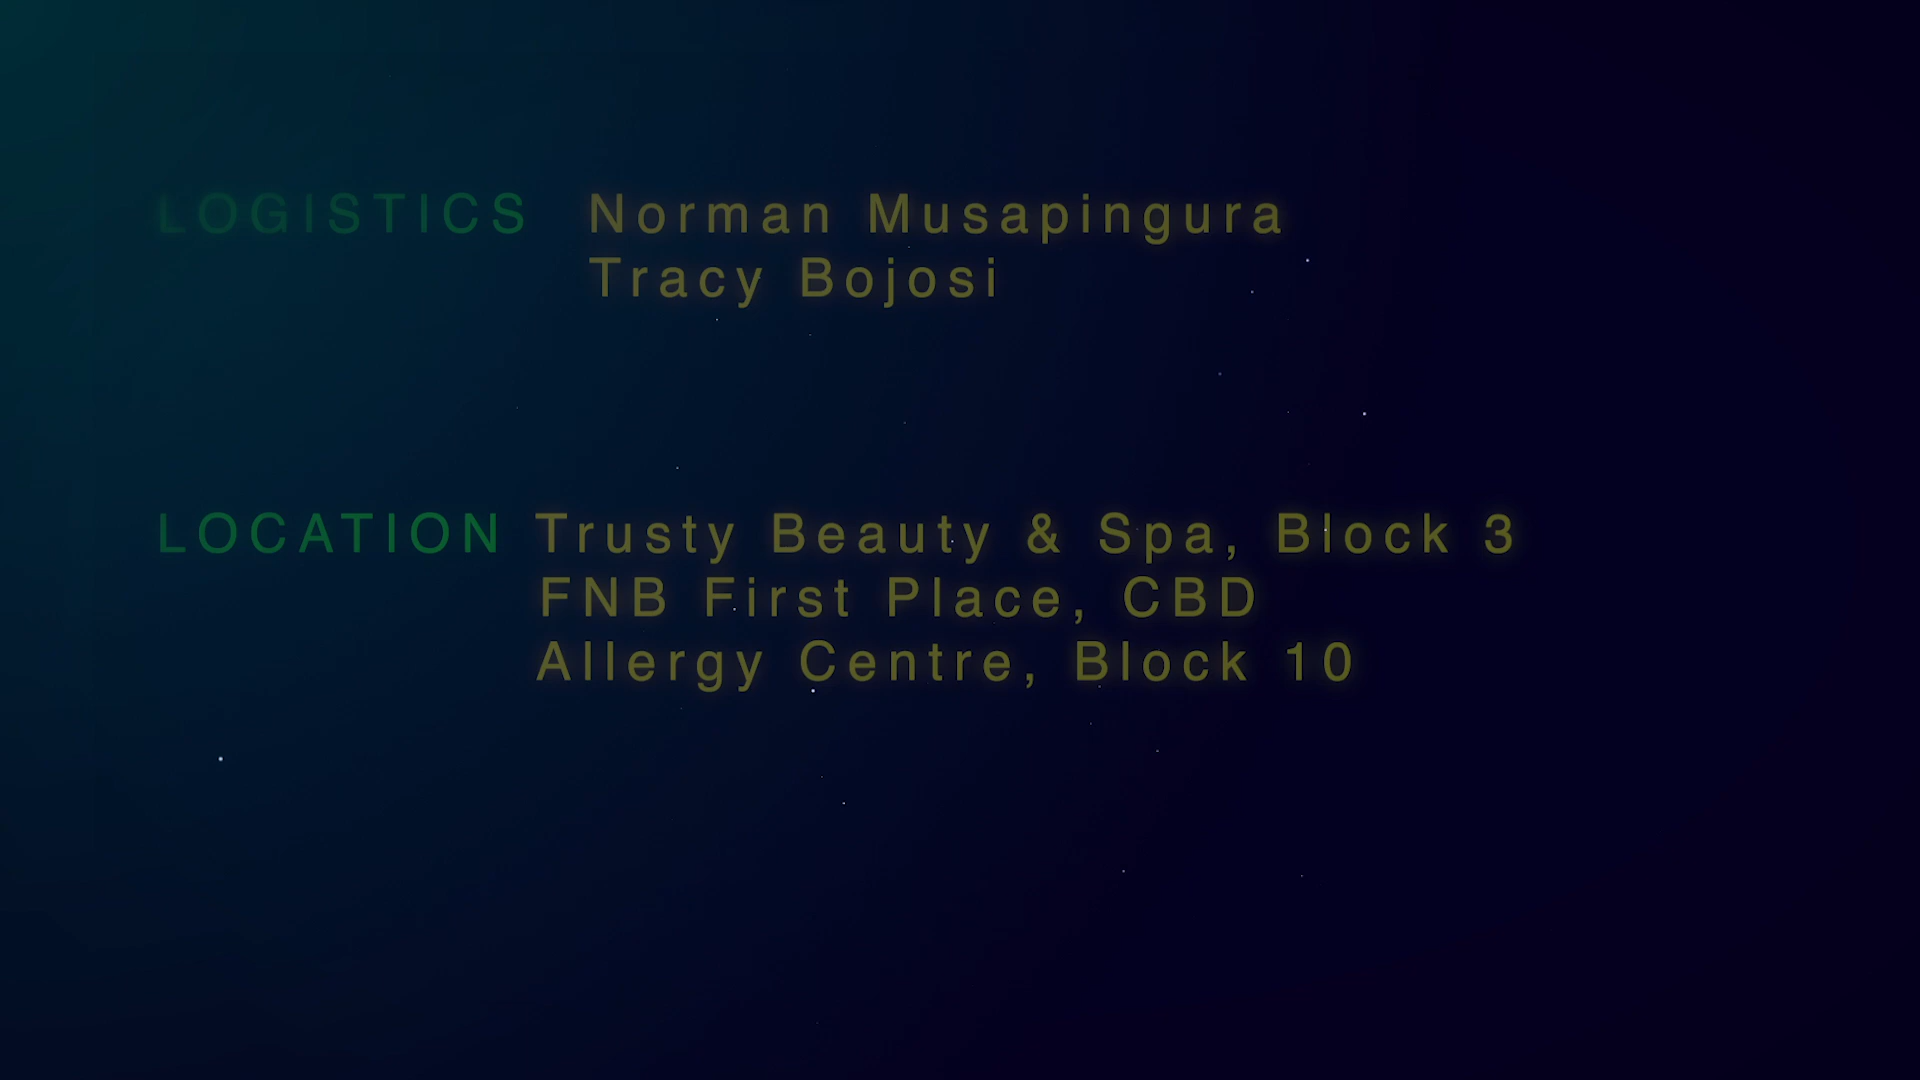 LOGISTICS Norman Musapingura
Tracy Bojosi
LOCATION Trusty Beauty & Spa, Block 3
FNB First Place, CBD
Allergy Centre, Block 10